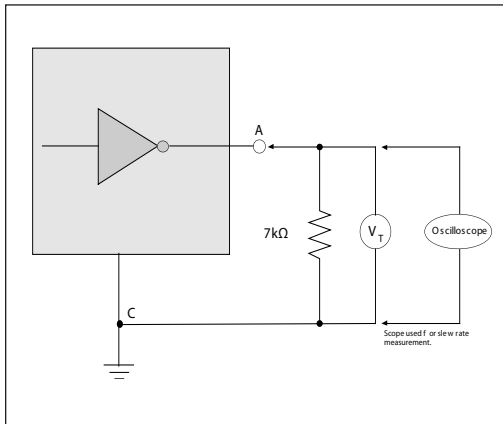 A
7kΩ
V T
Oscilloscope
C
Scope used f or slew rate
measurement.